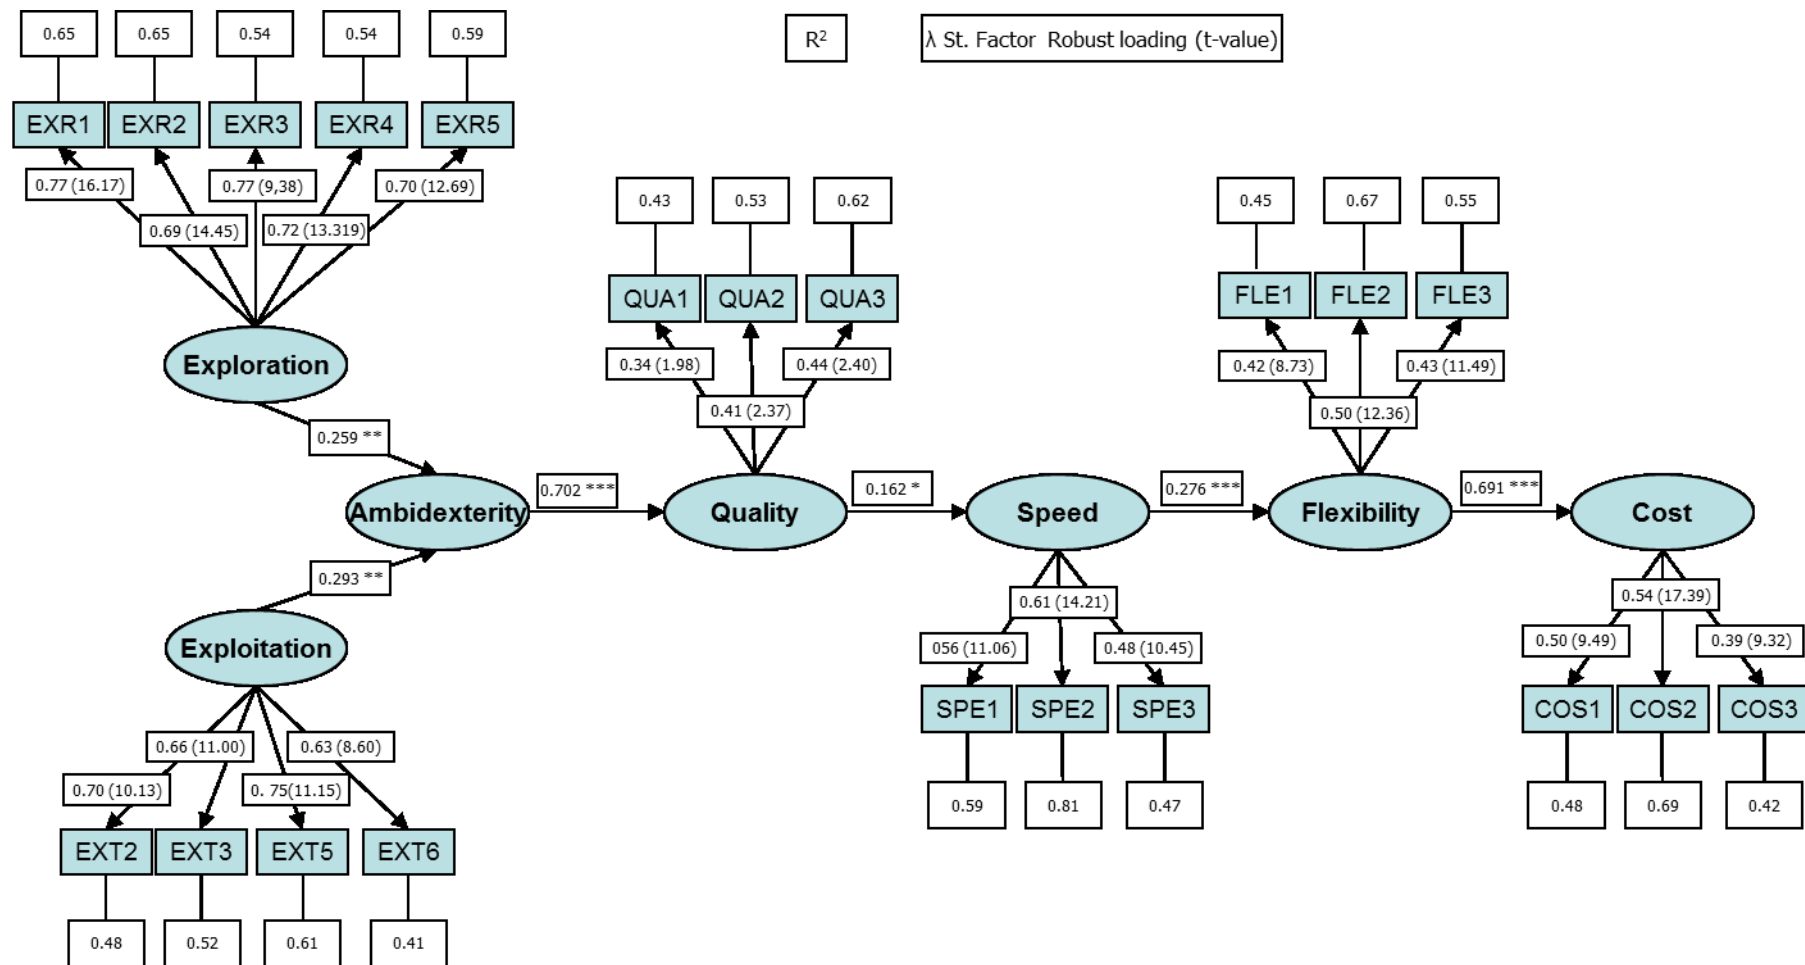 0.65 0.65 0.54 0.54 0.59
R² λ St. Factor Robust loading (t-value)
EXR1 EXR2 EXR3 EXR4 EXR5
0.77 (16.17) 0.77 (9,38) 0.70 (12.69)
0.69 (14.45) 0.72 (13.319)
0.43 0.53 0.62
0.45 0.67 0.55
QUA1 QUA2 QUA3
FLE1 FLE2 FLE3
Exploration
0.34 (1.98) 0.44 (2.40)
0.42 (8.73) 0.43 (11.49)
0.41 (2.37)
0.50 (12.36)
0.259 **
Ambidexterity 0.702 *** Quality 0.162 * Speed 0.276 *** Flexibility 0.691 *** Cost
0.293 **
0.61 (14.21)
0.54 (17.39)
Exploitation
056 (11.06) 0.48 (10.45)
0.50 (9.49) 0.39 (9.32)
SPE1 SPE2 SPE3
COS1 COS2 COS3
0.66 (11.00) 0.63 (8.60)
0.70 (10.13) 0. 75(11.15)
0.59 0.81 0.47
0.48 0.69 0.42
EXT2 EXT3 EXT5 EXT6
0.48 0.52 0.61 0.41